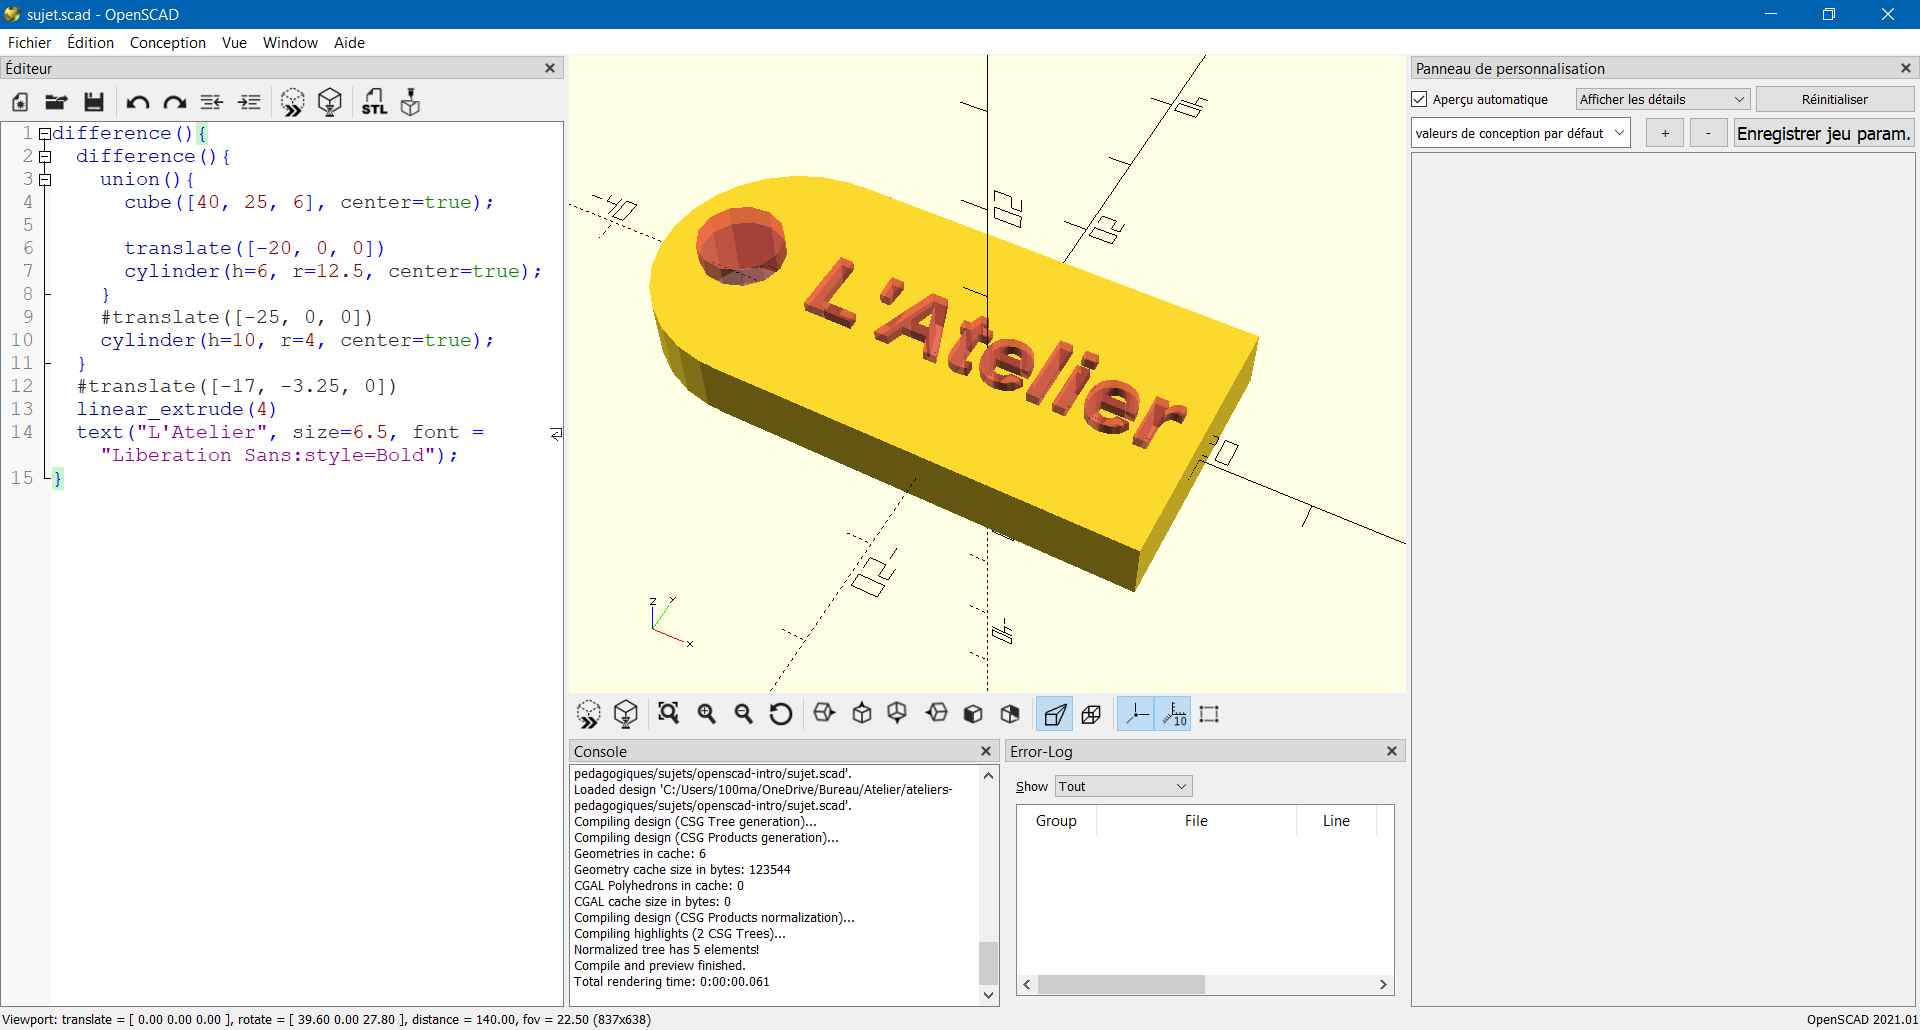 sujet.scad - OpenSCAD
Fichier Édition Conception Vue Window Aide
Éditeur
STL
1 difference(){
2 difference(){
3 union(){
4 cube([40, 25, 6], center=true);
5
6 translate([-20, 0, 0])
7 cylinder(h=6, r=12.5, center=true);
8 }
9 #translate([-25, 0, 0])
10 cylinder(h=10, r=4, center=true);
11 }
12 #translate([-17, -3.25, 0])
13 linear_extrude(4)
14 text("L'Atelier", size=6.5, font =
"Liberation Sans:style=Bold");
15 }
L'Atelier
Z
Y
X
10
Console
pedagogiques/sujets/openscad-intro/sujet.scad'.
Loaded design 'C:/Users/100ma/OneDrive/Bureau/Atelier/ateliers-
pedagogiques/sujets/openscad-intro/sujet.scad'.
Compiling design (CSG Tree generation)...
Compiling design (CSG Products generation)...
Geometries in cache: 6
Geometry cache size in bytes: 123544
CGAL Polyhedrons in cache: 0
CGAL cache size in bytes: 0
Compiling design (CSG Products normalization)...
Compiling highlights (2 CSG Trees)...
Normalized tree has 5 elements!
Compile and preview finished.
Total rendering time: 0:00:00.061
Error-Log
Show Tout
Group File Line
Panneau de personnalisation
Aperçu automatique Afficher les détails Réinitialiser
valeurs de conception par défaut + - Enregistrer jeu param.
Viewport: translate = [ 0.00 0.00 0.00 ], rotate = [ 39.60 0.00 27.80 ], distance = 140.00, fov = 22.50 (837x638)
OpenSCAD 2021.01